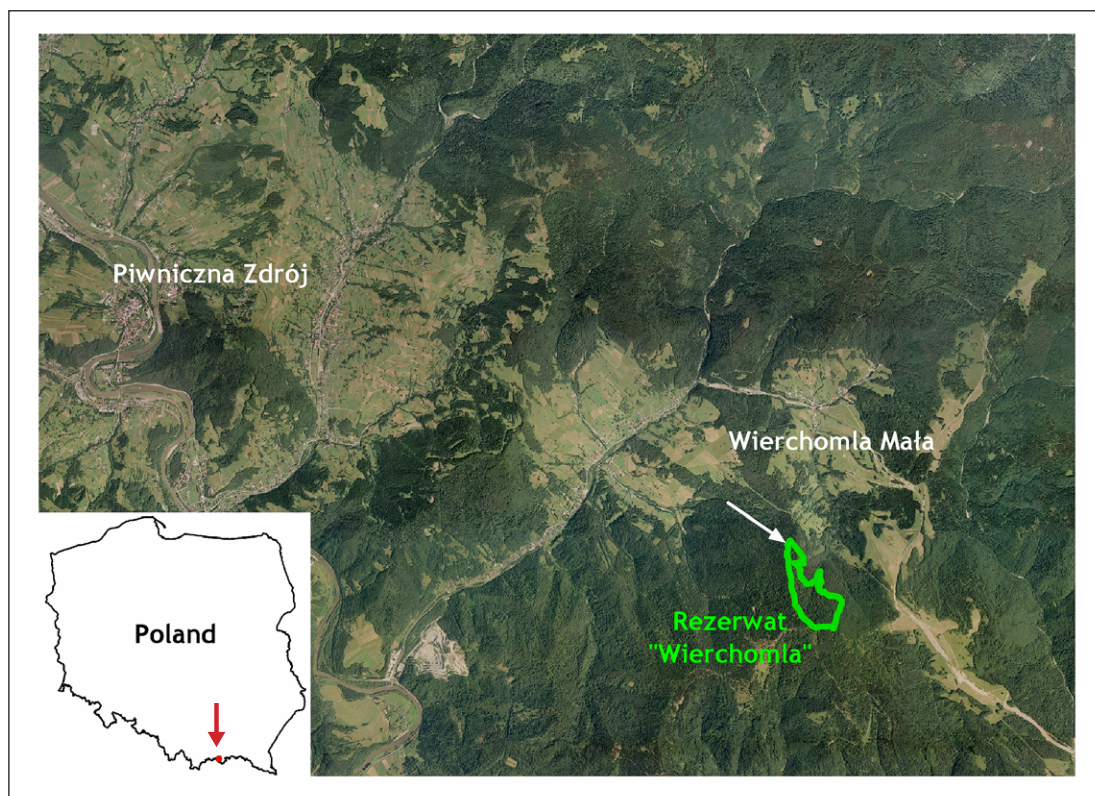 Piwniczna Zdrój
Wierchomla Mała
Rezerwat
"Wierchomla"
Poland